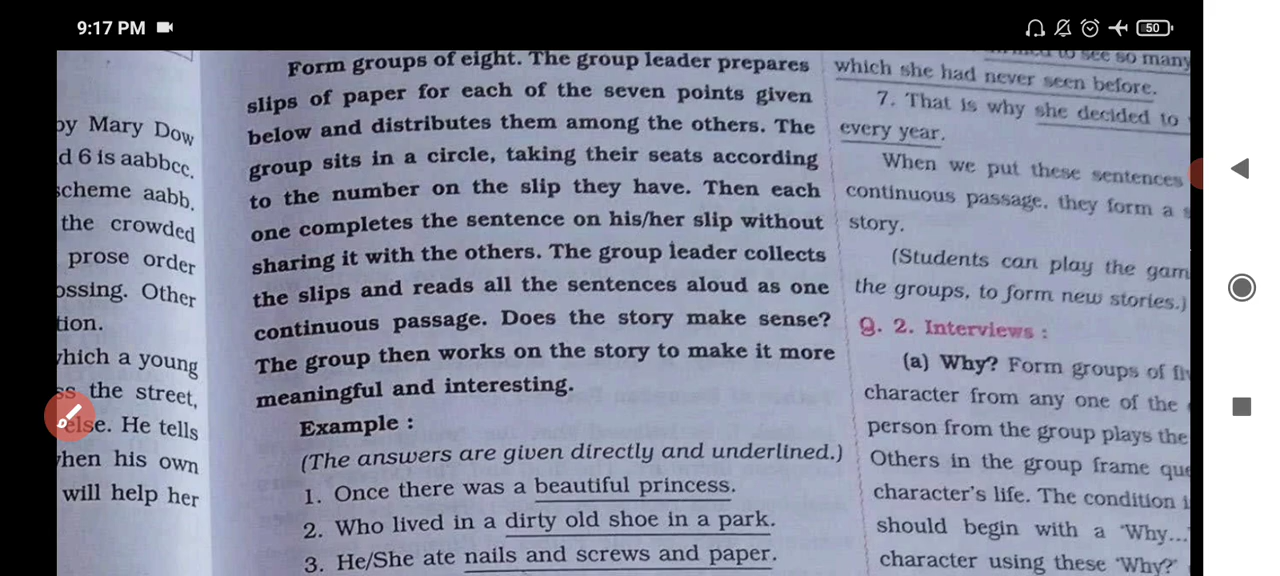 9:17 PM
50
by Mary Dow
d 6 is aabbcc.
scheme aabb.
the crowded
prose order
ossing. Other
tion.
which a young
ss the street,
else. He tells
when his own
will help her
Form groups of eight. The group leader prepares
slips of paper for each of the seven points given
below and distributes them among the others. The
group sits in a circle, taking their seats according
to the number on the slip they have. Then each
one completes the sentence on his/her slip without
sharing it with the others. The group leader collects
the slips and reads all the sentences aloud as one
continuous passage. Does the story make sense?
The group then works on the story to make it more
meaningful and interesting.
Example :
(The answers are given directly and underlined.)
1. Once there was a beautiful princess.
2. Who lived in a dirty old shoe in a park.
3. He/She ate nails and screws and paper.
to see so many
which she had never seen before.
7. That is why she decided to
every year.
When we put these sentences
continuous passage, they form a s
story.
(Students can play the gam
the groups, to form new stories.)
Q. 2. Interviews :
(a) Why? Form groups of fi
character from any one of the
person from the group plays the
Others in the group frame que
character's life. The condition i
should begin with a 'Why...
character using these 'Why?'